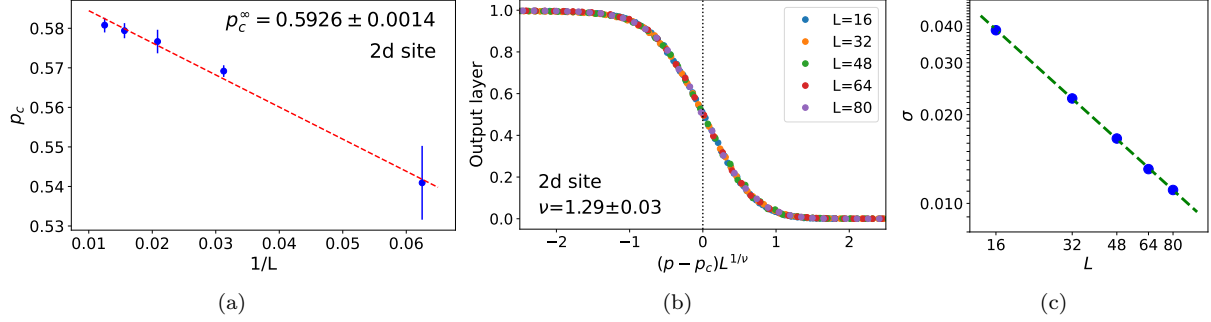 p_c^∞ = 0.5926 ± 0.0014
2d site
p_c
0.58
0.57
0.56
0.55
0.54
0.53
0.01 0.02 0.03 0.04 0.05 0.06
1/L
(a)
Output layer
1.0
0.8
0.6
0.4
0.2
0.0
L=16
L=32
L=48
L=64
L=80
2d site
ν=1.29±0.03
−2 −1 0 1 2
(p − p_c)L^{1/ν}
(b)
σ
0.040
0.030
0.020
0.010
16 32 48 64 80
L
(c)